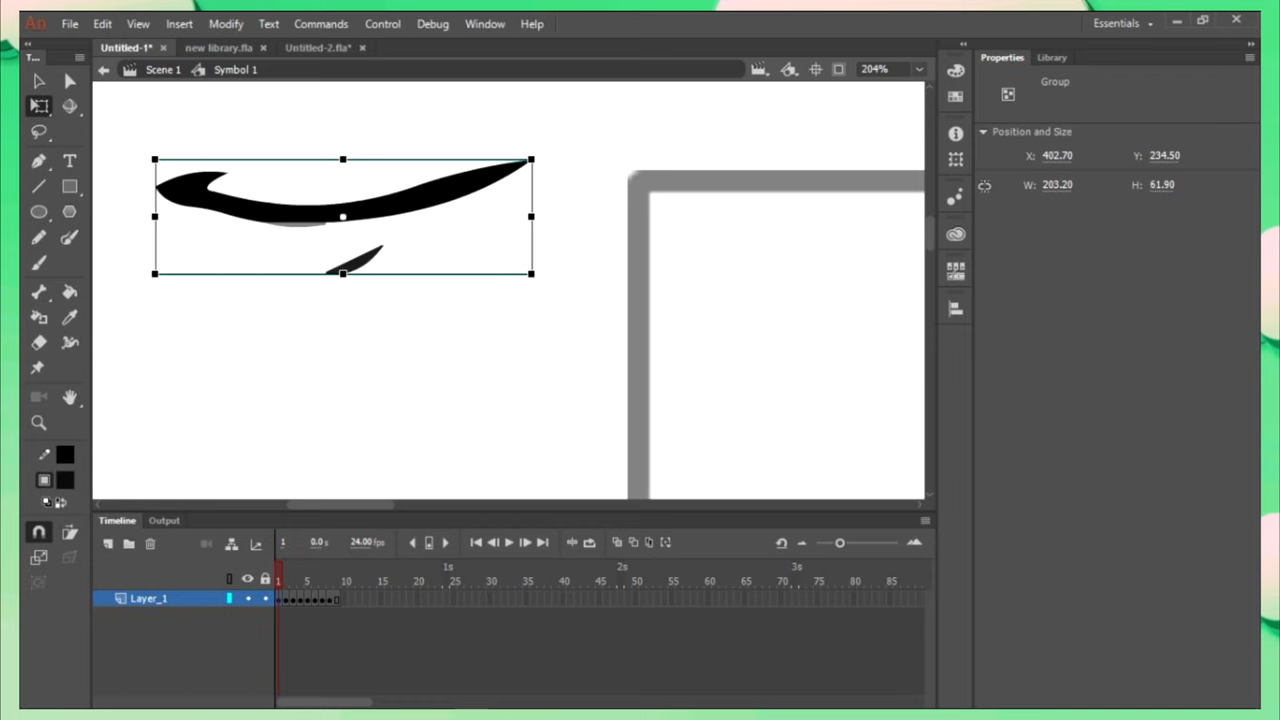 An File Edit View Insert Modify Text Commands Control Debug Window Help Essentials
Untitled-1* new library.fla Untitled-2.fla*
T...
Properties Library
Scene 1 Symbol 1 204%
Group
Position and Size
X: 402.70 Y: 234.50
W: 203.20 H: 61.90
Timeline Output
1 0.0s 24.00 fps
1s 2s 3s
1 5 10 15 20 25 30 35 40 45 50 55 60 65 70 75 80 85
Layer_1